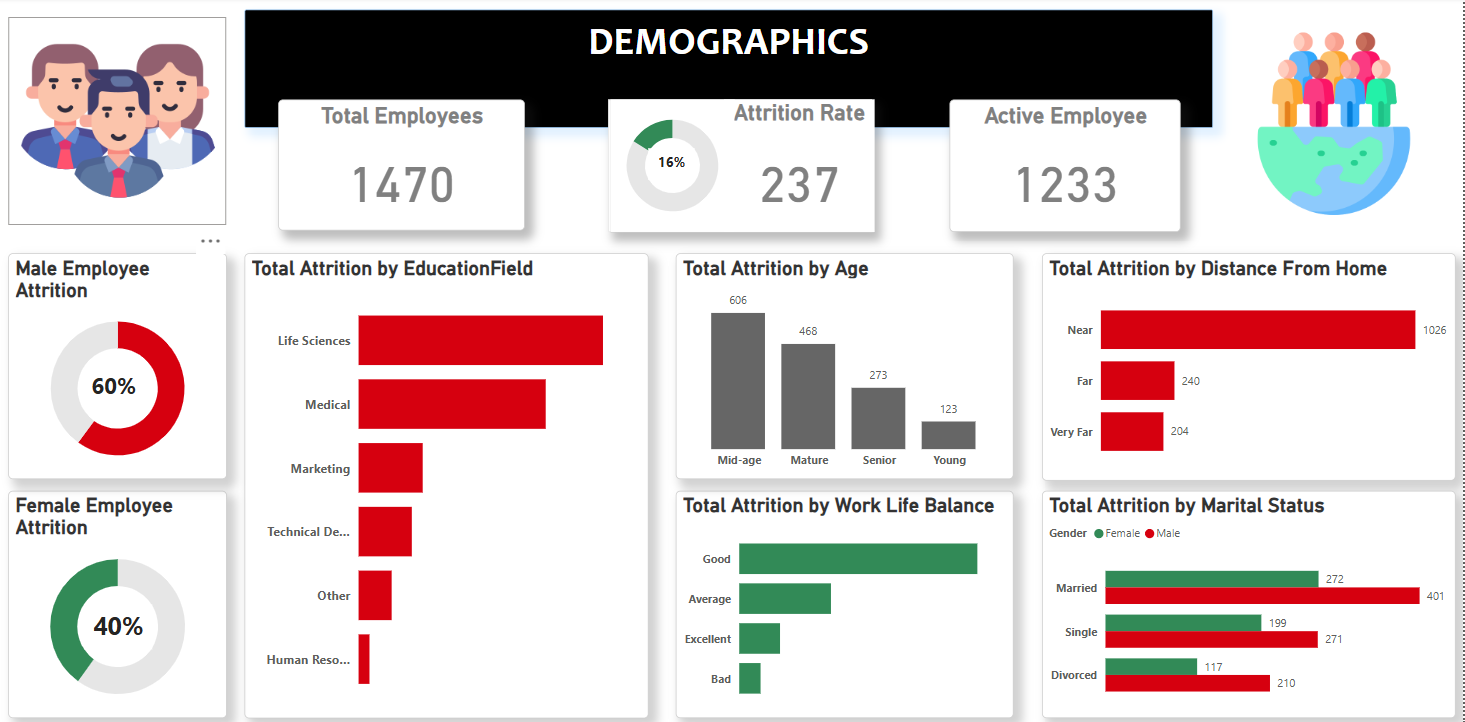 DEMOGRAPHICS
Total Employees
1470
Attrition Rate
16%
237
Active Employee
1233
...
Male Employee
Attrition
60%
Female Employee
Attrition
40%
Total Attrition by EducationField
Life Sciences
Medical
Marketing
Technical De...
Other
Human Reso...
Total Attrition by Age
606
468
273
123
Mid-age Mature Senior Young
Total Attrition by Work Life Balance
Good
Average
Excellent
Bad
Total Attrition by Distance From Home
Near 1026
Far 240
Very Far 204
Total Attrition by Marital Status
Gender Female Male
Married 272
401
Single 199
271
Divorced 117
210